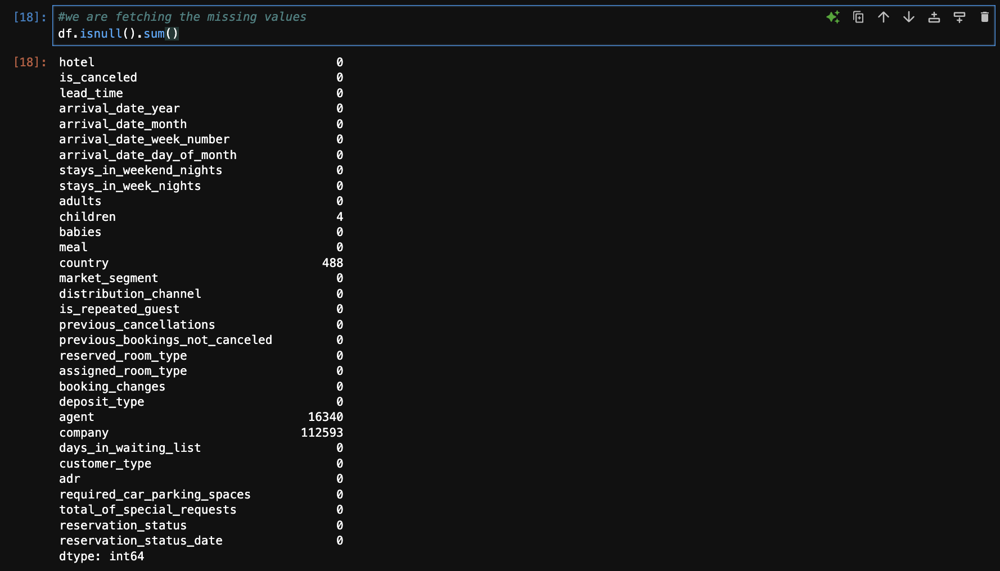 [18]: #we are fetching the missing values
df.isnull().sum()
[18]: hotel 0
is_canceled 0
lead_time 0
arrival_date_year 0
arrival_date_month 0
arrival_date_week_number 0
arrival_date_day_of_month 0
stays_in_weekend_nights 0
stays_in_week_nights 0
adults 0
children 4
babies 0
meal 0
country 488
market_segment 0
distribution_channel 0
is_repeated_guest 0
previous_cancellations 0
previous_bookings_not_canceled 0
reserved_room_type 0
assigned_room_type 0
booking_changes 0
deposit_type 0
agent 16340
company 112593
days_in_waiting_list 0
customer_type 0
adr 0
required_car_parking_spaces 0
total_of_special_requests 0
reservation_status 0
reservation_status_date 0
dtype: int64